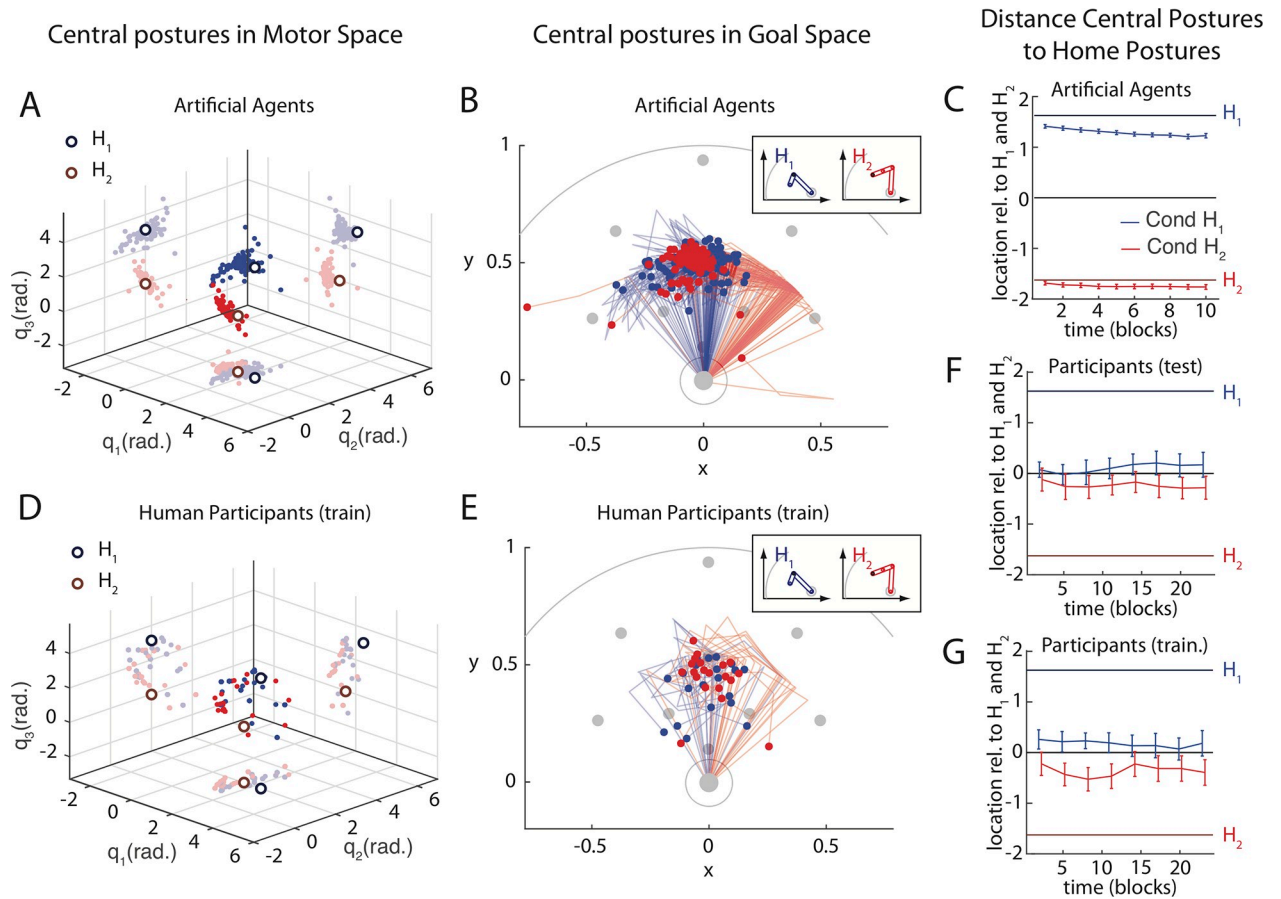 Central postures in Motor Space
Central postures in Goal Space
Distance Central Postures
to Home Postures
A
Artificial Agents
H1
H2
4
2
0
-2
q3(rad.)
-2
0
2
4
6
q1(rad.)
-2
0
2
4
6
q2(rad.)
B
Artificial Agents
H1
H2
1
0.5
0
y
-0.5
0
0.5
x
C
Artificial Agents
location rel. to H1 and H2
2
1
0
-1
-2
H1
Cond H1
Cond H2
H2
2
4
6
8
10
time (blocks)
D
Human Participants (train)
H1
H2
4
2
0
-2
q3(rad.)
-2
0
2
4
6
q1(rad.)
-2
0
2
4
6
q2(rad.)
E
Human Participants (train)
H1
H2
1
0.5
0
y
-0.5
0
0.5
x
F
Participants (test)
location rel. to H1 and H2
2
1
0
-1
-2
H1
H2
5
10
15
20
time (blocks)
G
Participants (train.)
location rel. to H1 and H2
2
1
0
-1
-2
H1
H2
5
10
15
20
time (blocks)